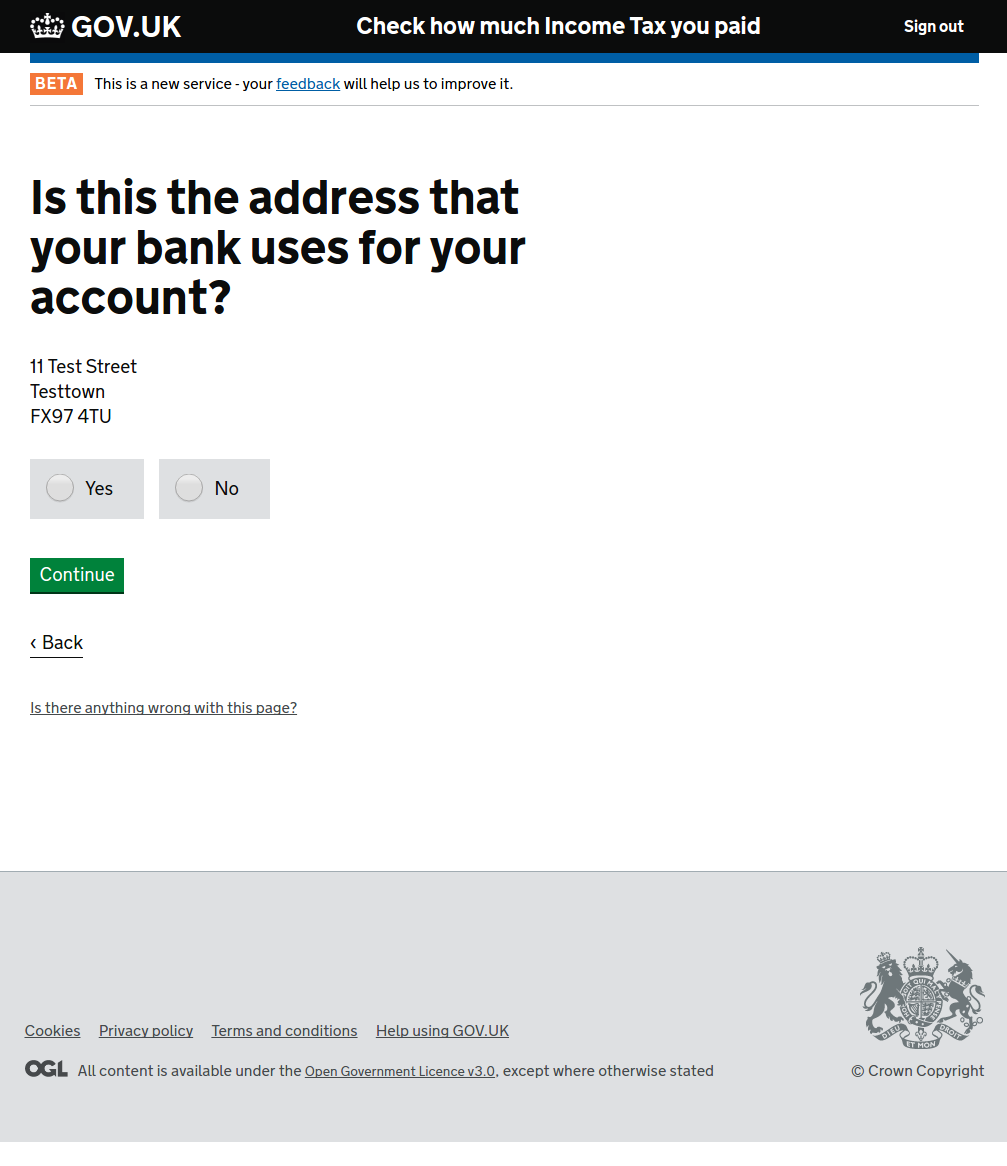 GOV.UK Check how much Income Tax you paid Sign out
BETA This is a new service - your feedback will help us to improve it.
Is this the address that
your bank uses for your
account?
11 Test Street
Testtown
FX97 4TU
Yes No
Continue
‹ Back
Is there anything wrong with this page?
Cookies Privacy policy Terms and conditions Help using GOV.UK
OGL All content is available under the Open Government Licence v3.0, except where otherwise stated
DIEU ET MON DROIT
© Crown Copyright